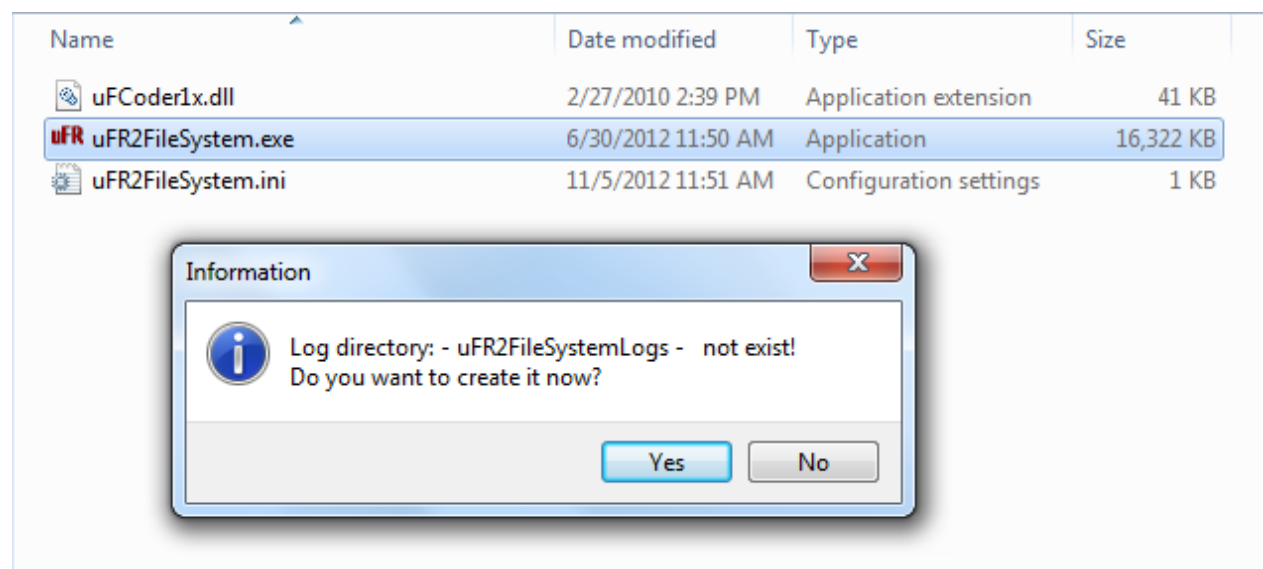 Name Date modified Type Size
uFCoder1x.dll 2/27/2010 2:39 PM Application extension 41 KB
uFR uFR2FileSystem.exe 6/30/2012 11:50 AM Application 16,322 KB
uFR2FileSystem.ini 11/5/2012 11:51 AM Configuration settings 1 KB
Information
Log directory: - uFR2FileSystemLogs -   not exist!
Do you want to create it now?
Yes No